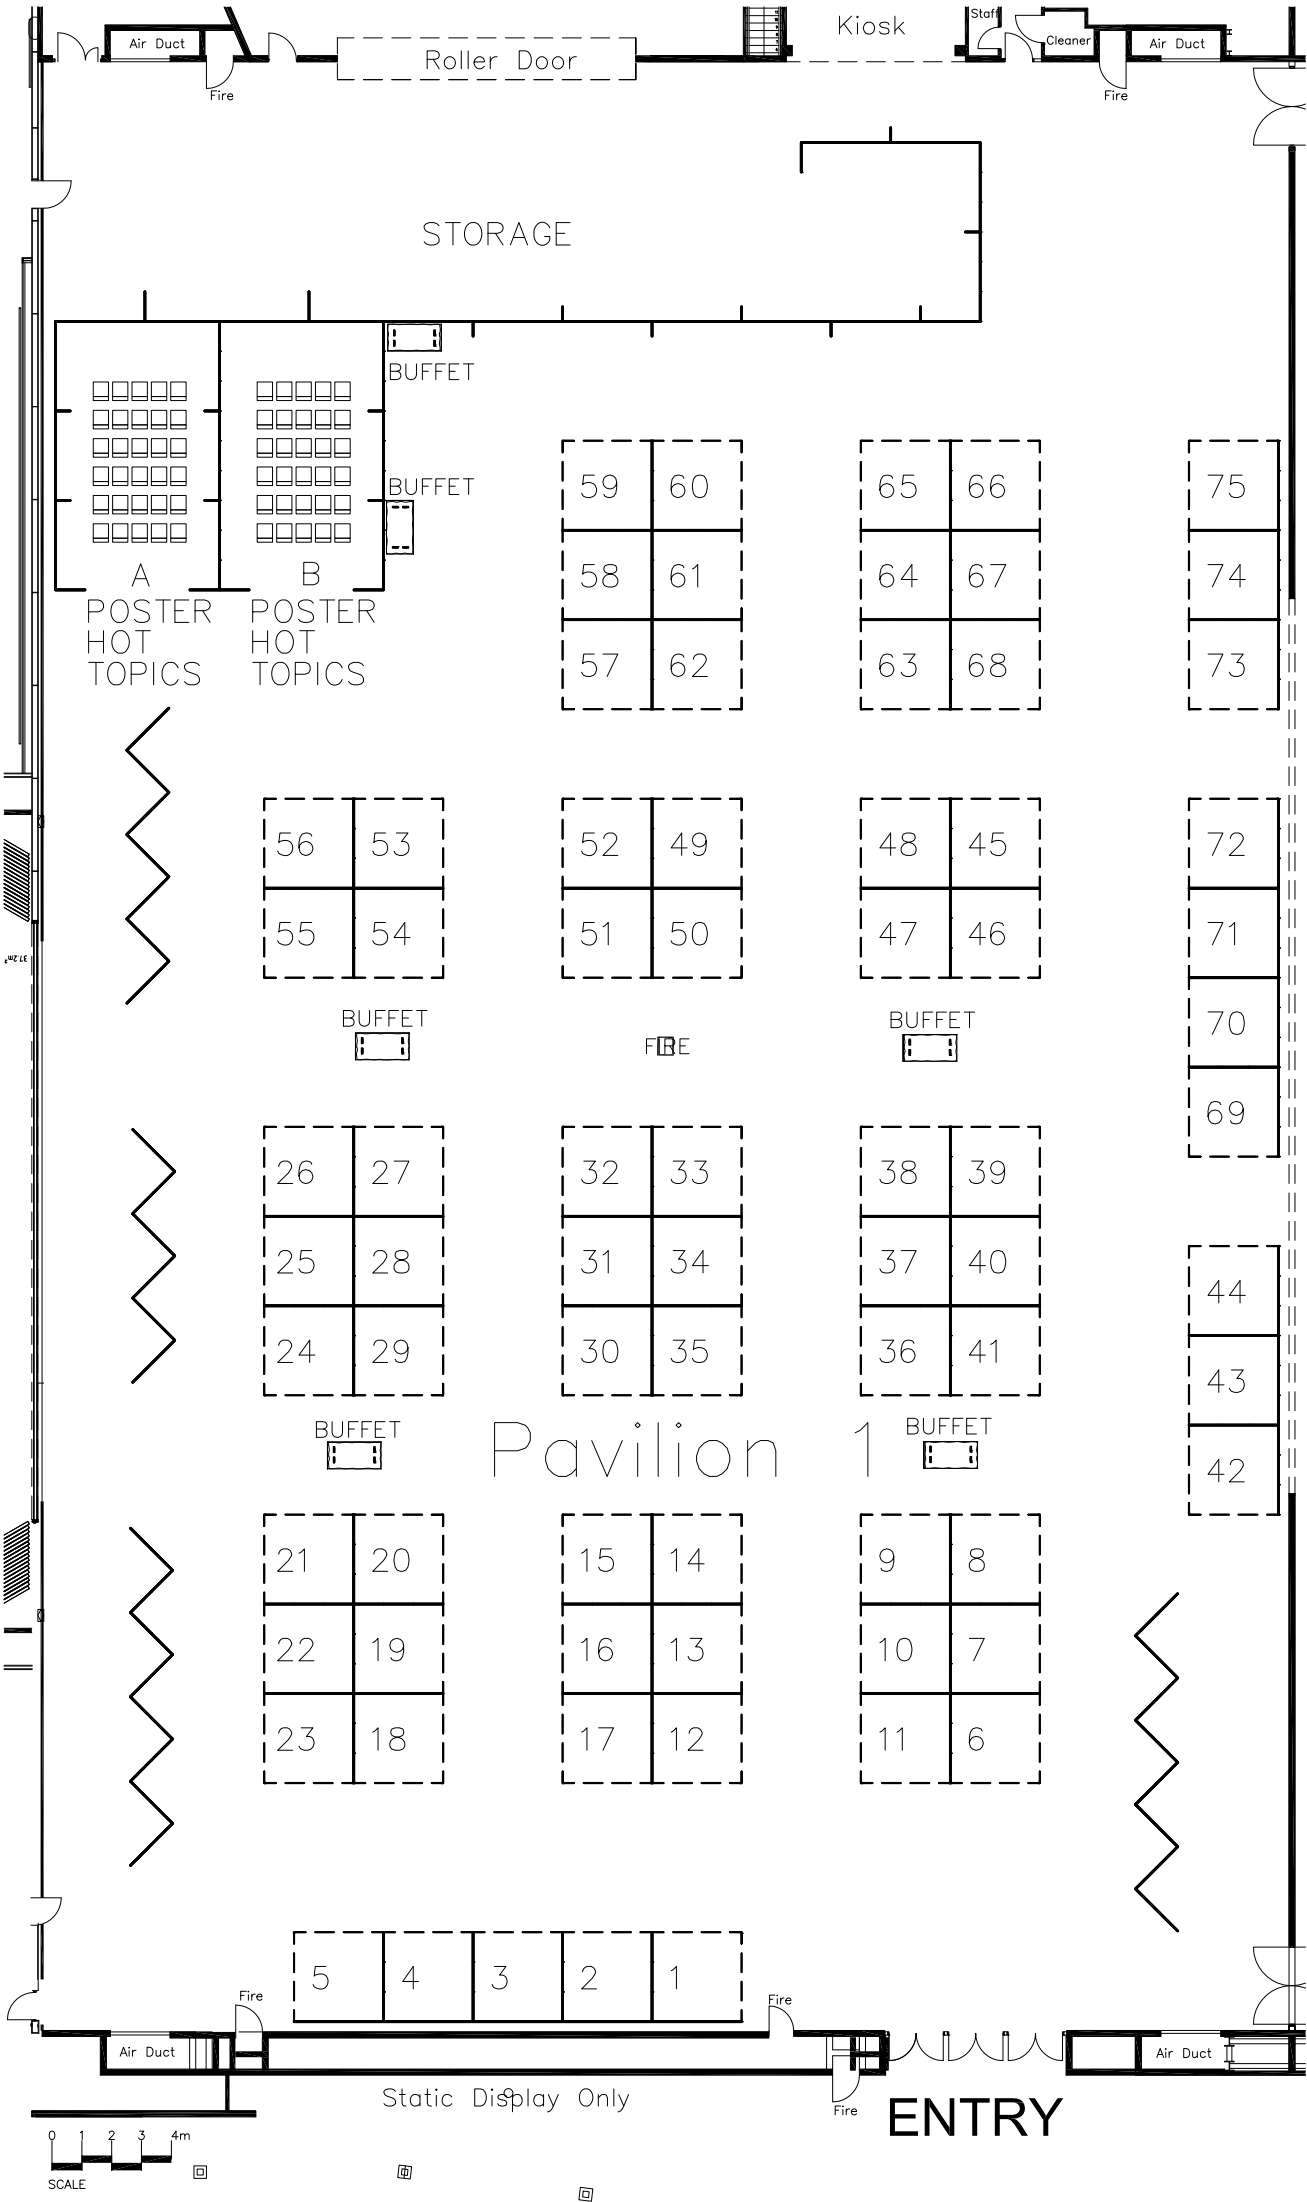 Kiosk
Staff
Air Duct
Cleaner
Air Duct
Roller Door
Fire
Fire
STORAGE
BUFFET
BUFFET
59 60 65 66 75
A B
58 61 64 67 74
POSTER POSTER
HOT HOT
TOPICS TOPICS
57 62 63 68 73
56 53 52 49 48 45 72
55 54 51 50 47 46 71
37.2m²
BUFFET BUFFET
70
FIRE
69
26 27 32 33 38 39
25 28 31 34 37 40
44
24 29 30 35 36 41
43
BUFFET Pavilion 1 BUFFET
42
21 20 15 14 9 8
22 19 16 13 10 7
23 18 17 12 11 6
5 4 3 2 1
Fire Fire
Air Duct Air Duct
Static Display Only
9
Fire
ENTRY
0 1 2 3 4m
SCALE